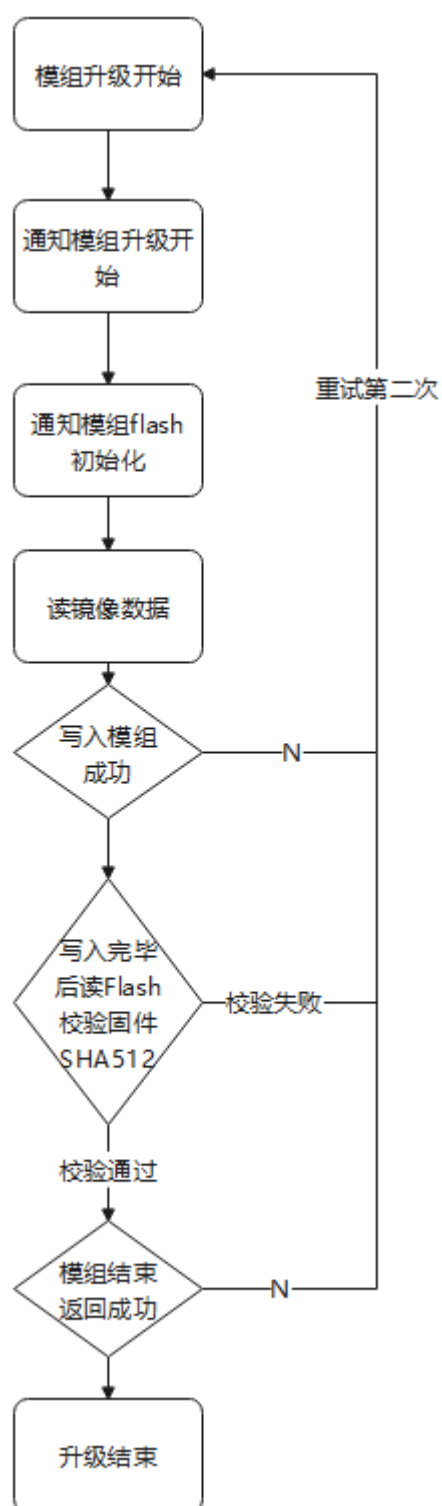 模组升级开始
通知模组升级开
始
重试第二次
通知模组flash
初始化
读镜像数据
写入模组
成功
N
写入完毕
后读Flash
校验固件
SHA512
校验失败
校验通过
模组结束
返回成功
N
升级结束